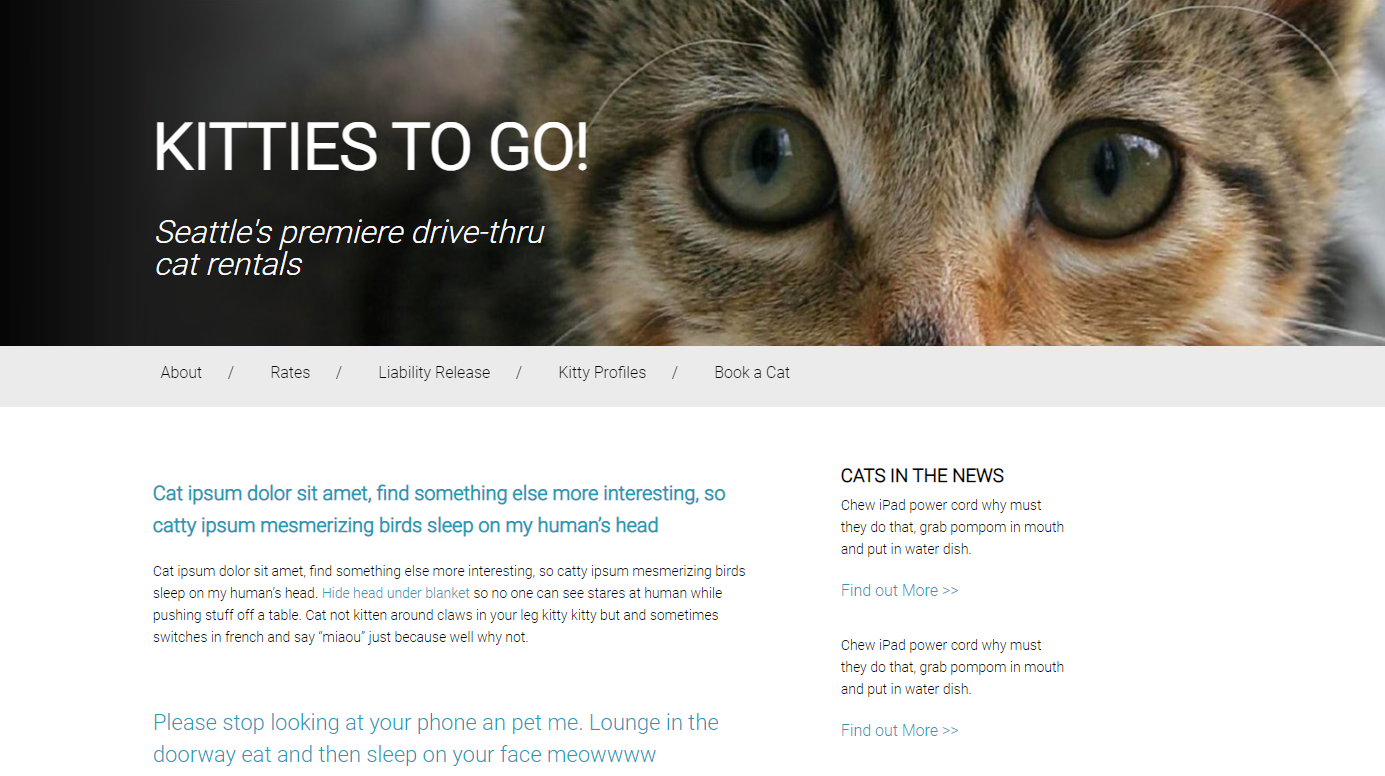 KITTIES TO GO!
Seattle's premiere drive-thru
cat rentals
About / Rates / Liability Release / Kitty Profiles / Book a Cat
Cat ipsum dolor sit amet, find something else more interesting, so
catty ipsum mesmerizing birds sleep on my human’s head
Cat ipsum dolor sit amet, find something else more interesting, so catty ipsum mesmerizing birds
sleep on my human’s head. Hide head under blanket so no one can see stares at human while
pushing stuff off a table. Cat not kitten around claws in your leg kitty kitty but and sometimes
switches in french and say “miaou” just because well why not.
Please stop looking at your phone an pet me. Lounge in the
doorway eat and then sleep on your face meowwww
CATS IN THE NEWS
Chew iPad power cord why must
they do that, grab pompom in mouth
and put in water dish.
Find out More >>
Chew iPad power cord why must
they do that, grab pompom in mouth
and put in water dish.
Find out More >>